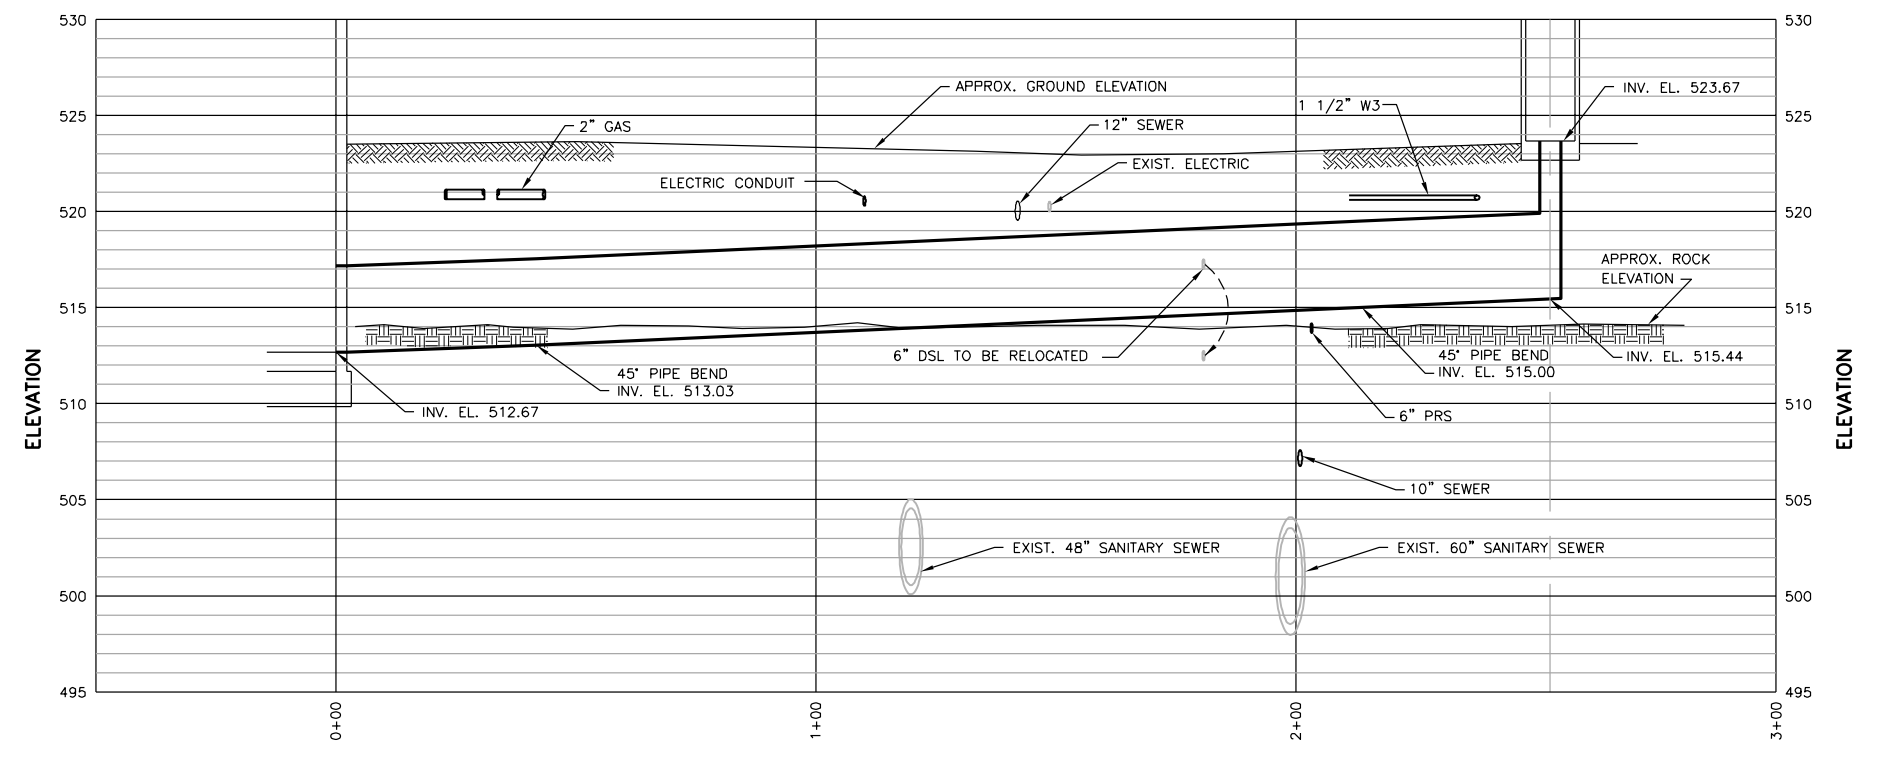 530
530
APPROX. GROUND ELEVATION
INV. EL. 523.67
1 1/2" W3
525
525
2" GAS
12" SEWER
EXIST. ELECTRIC
ELECTRIC CONDUIT
520
520
APPROX. ROCK
ELEVATION
515
515
6" DSL TO BE RELOCATED
45° PIPE BEND
INV. EL. 515.00
INV. EL. 515.44
45° PIPE BEND
INV. EL. 513.03
INV. EL. 512.67
510
510
6" PRS
ELEVATION
ELEVATION
10" SEWER
505
505
EXIST. 48" SANITARY SEWER
EXIST. 60" SANITARY SEWER
500
500
495
495
0+00
1+00
2+00
3+00